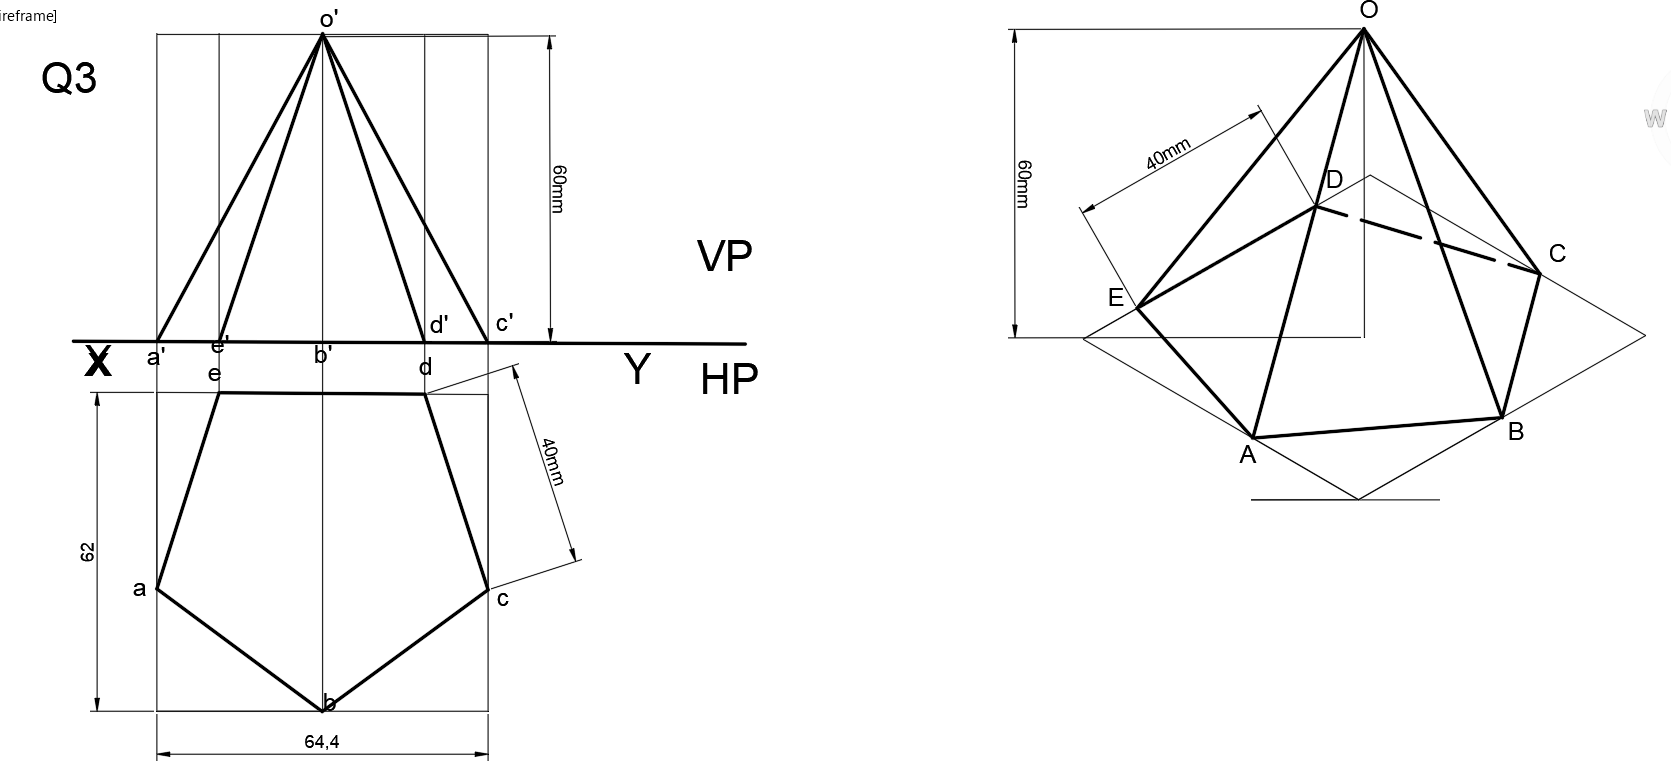 ireframe]
Q3
o'
60mm
VP
X
a'
e'
b'
d'
c'
Y
HP
e
d
40mm
62
a
c
b
64,4
O
60mm
40mm
D
E
C
A
B
W